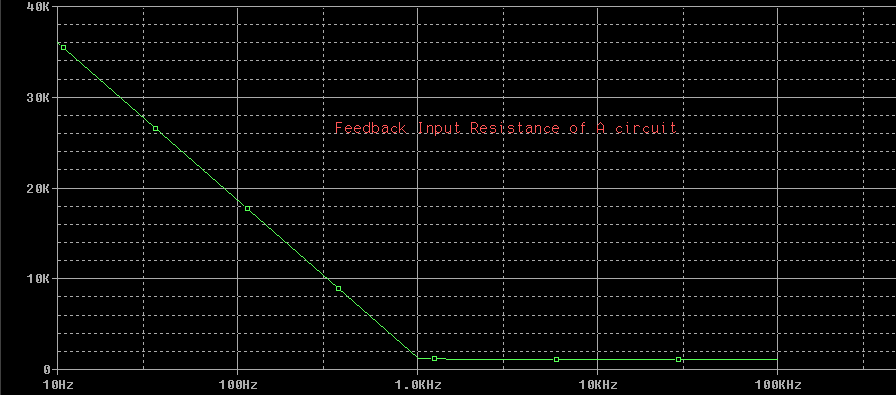 40K
30K
Feedback Input Resistance of A circuit
20K
10K
0
10Hz 100Hz 1.0KHz 10KHz 100KHz